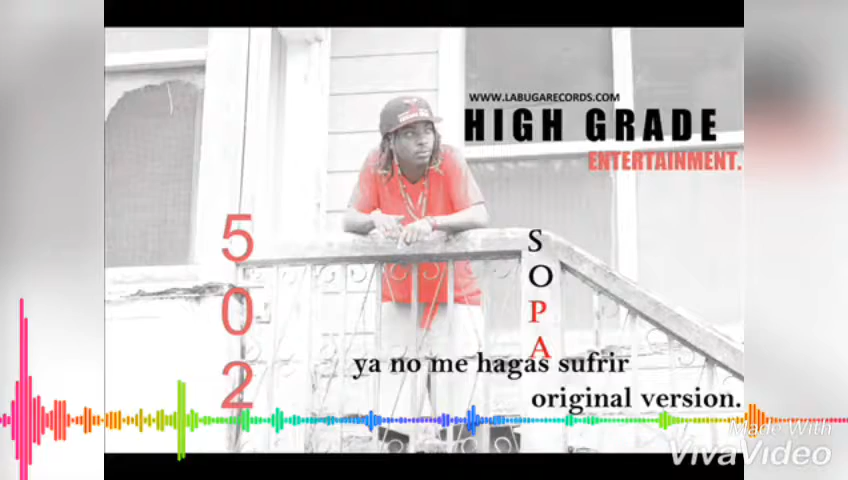 WWW.LABUGARECORDS.COM
HIGH GRADE
ENTERTAINMENT.
502
SOPA
ya no me hagas sufrir
original version.
Made With
VivaVideo